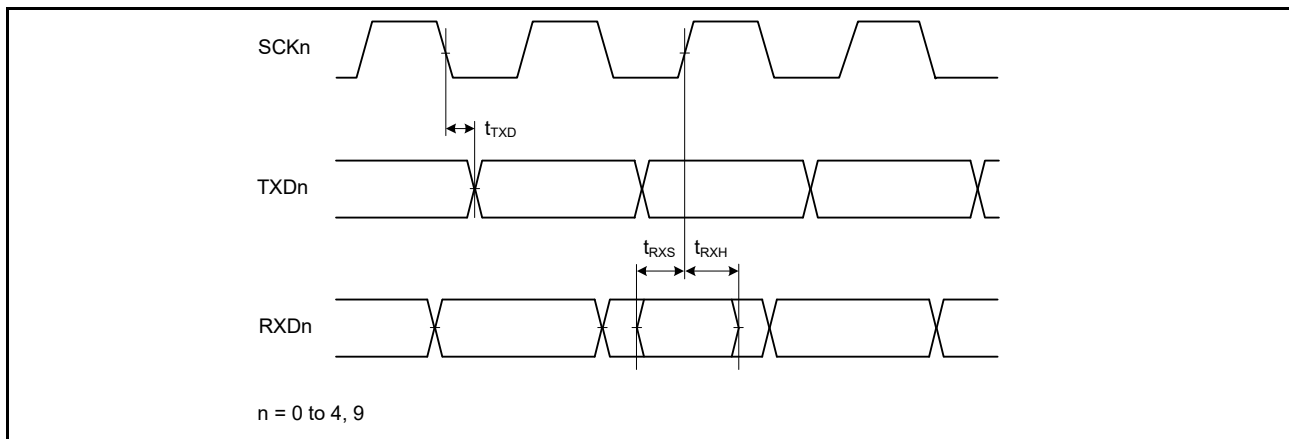 SCKn
tTXD
TXDn
tRXS tRXH
RXDn
n = 0 to 4, 9